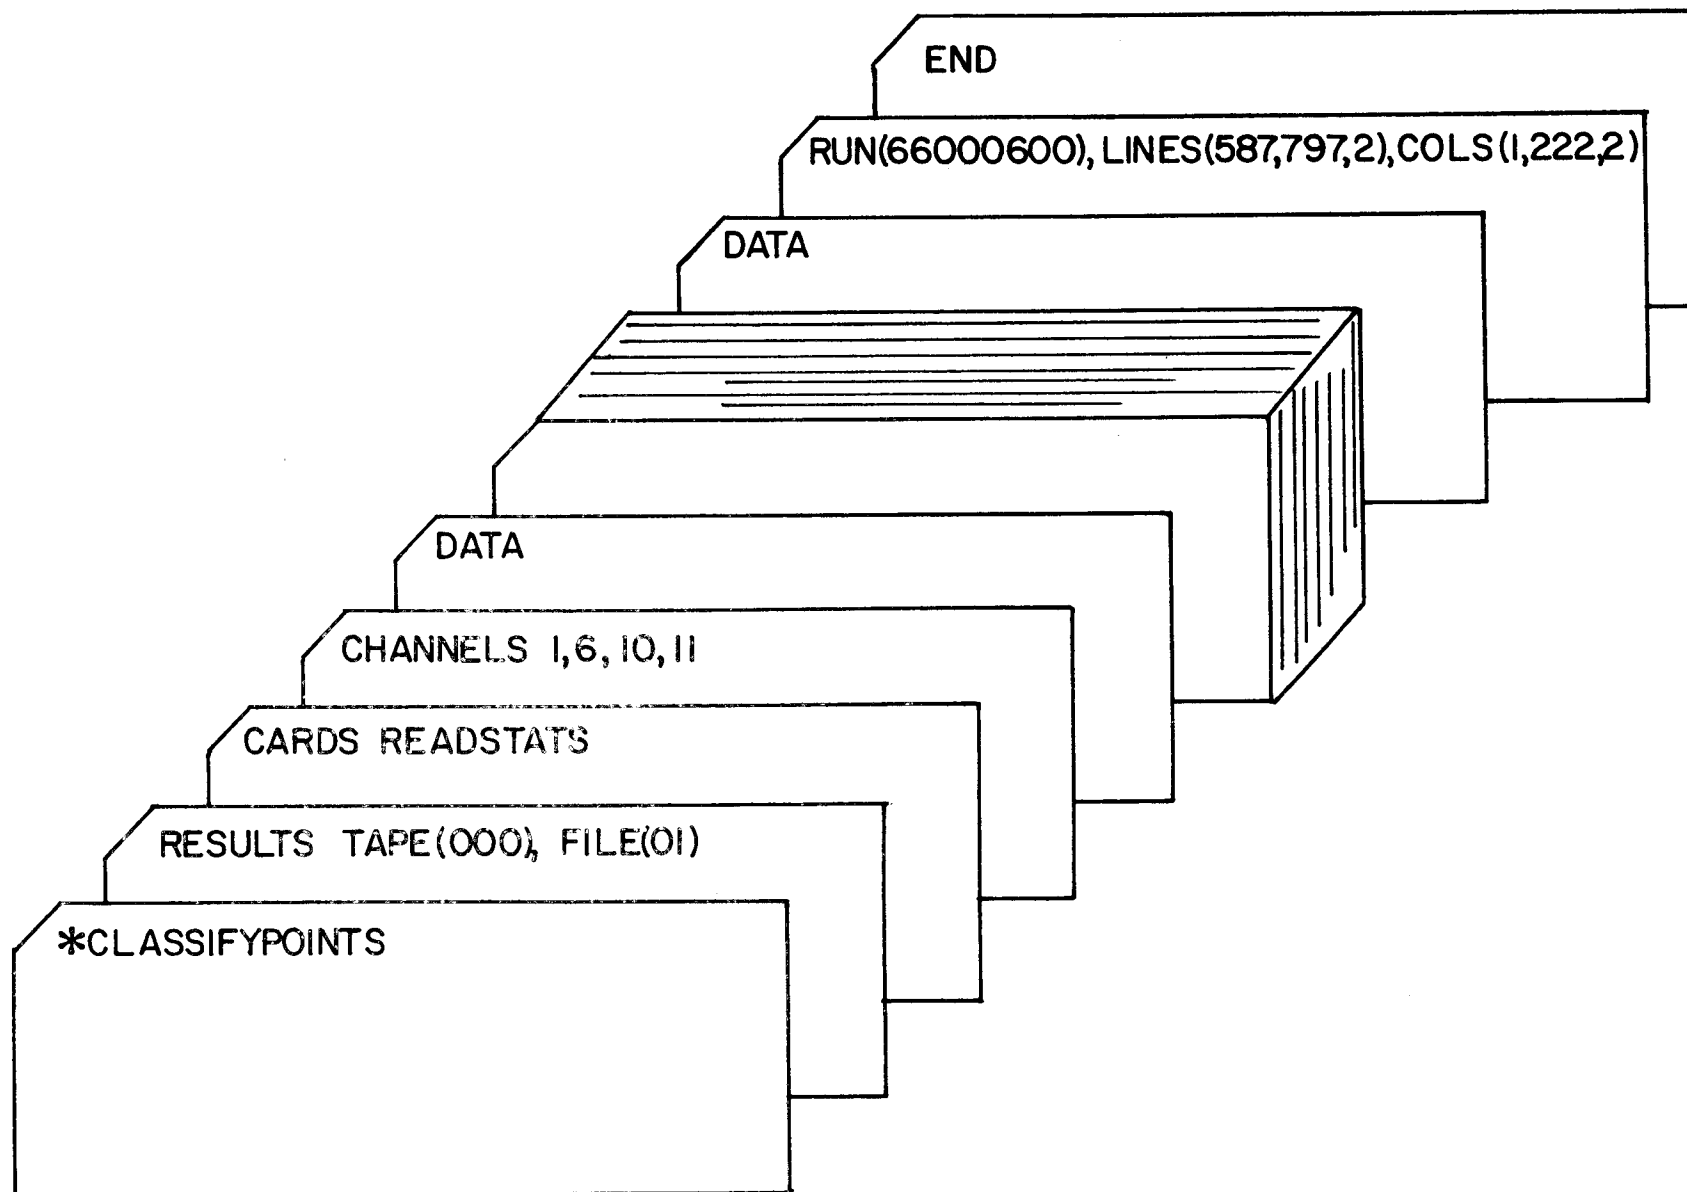 END
RUN(66000600), LINES(587,797,2), COLS(1,222,2)
DATA
DATA
CHANNELS 1,6,10,11
CARDS READSTATS
RESULTS TAPE(000), FILE(01)
*CLASSIFYPOINTS